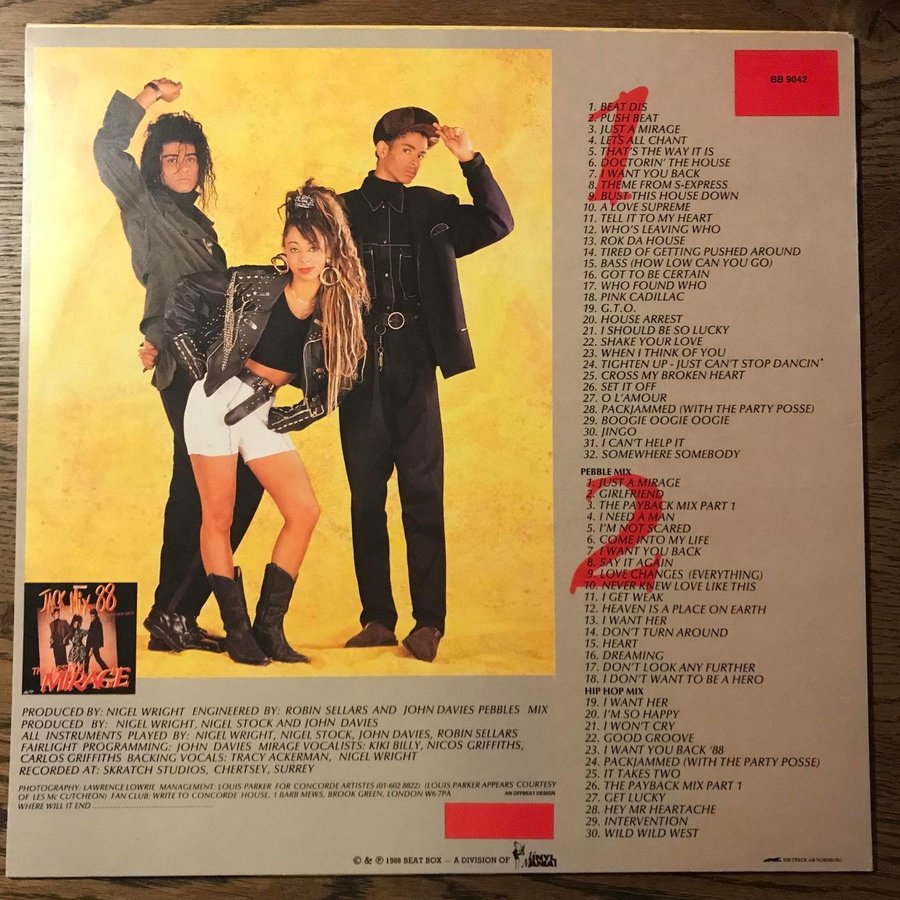 BB 9042
1
1. BEAT DIS
2. PUSH BEAT
3. JUST A MIRAGE
4. LET'S ALL CHANT
5. THAT'S THE WAY IT IS
6. DOCTORIN' THE HOUSE
7. I WANT YOU BACK
8. THEME FROM S-EXPRESS
9. BUST THIS HOUSE DOWN
10. A LOVE SUPREME
11. TELL IT TO MY HEART
12. WHO'S LEAVING WHO
13. ROK DA HOUSE
14. TIRED OF GETTING PUSHED AROUND
15. BASS (HOW LOW CAN YOU GO)
16. GOT TO BE CERTAIN
17. WHO FOUND WHO
18. PINK CADILLAC
19. G.T.O.
20. HOUSE ARREST
21. I SHOULD BE SO LUCKY
22. SHAKE YOUR LOVE
23. WHEN I THINK OF YOU
24. TIGHTEN UP - JUST CAN'T STOP DANCIN'
25. CROSS MY BROKEN HEART
26. SET IT OFF
27. O L'AMOUR
28. PACKJAMMED (WITH THE PARTY POSSE)
29. BOOGIE OOGIE OOGIE
30. JINGO
31. I CAN'T HELP IT
32. SOMEWHERE SOMEBODY
2
PEBBLE MIX
1. JUST A MIRAGE
2. GIRLFRIEND
3. THE PAYBACK MIX PART 1
4. I NEED A MAN
5. I'M NOT SCARED
6. COME INTO MY LIFE
7. I WANT YOU BACK
8. SAY IT AGAIN
9. LOVE CHANGES (EVERYTHING)
10. NEVER KNEW LOVE LIKE THIS
11. I GET WEAK
12. HEAVEN IS A PLACE ON EARTH
13. I WANT HER
14. DON'T TURN AROUND
15. HEART
16. DREAMING
17. DON'T LOOK ANY FURTHER
18. I DON'T WANT TO BE A HERO
HIP HOP MIX
19. I WANT HER
20. I'M SO HAPPY
21. I WON'T CRY
22. GOOD GROOVE
23. I WANT YOU BACK '88
24. PACKJAMMED (WITH THE PARTY POSSE)
25. IT TAKES TWO
26. THE PAYBACK MIX PART 1
27. GET LUCKY
28. HEY MR HEARTACHE
29. INTERVENTION
30. WILD WILD WEST
JACK MIX 88
MIRAGE
PRODUCED BY: NIGEL WRIGHT ENGINEERED BY: ROBIN SELLARS AND JOHN DAVIES PEBBLES MIX
PRODUCED BY: NIGEL WRIGHT, NIGEL STOCK AND JOHN DAVIES
ALL INSTRUMENTS PLAYED BY: NIGEL WRIGHT, NIGEL STOCK, JOHN DAVIES, ROBIN SELLARS
FAIRLIGHT PROGRAMMING: JOHN DAVIES MIRAGE VOCALISTS: KIKI BILLY, NICOS GRIFFITHS,
CARLOS GRIFFITHS BACKING VOCALS: TRACY ACKERMAN, NIGEL WRIGHT
RECORDED AT: SKRATCH STUDIOS, CHERTSEY, SURREY
PHOTOGRAPHY: LAWRENCE LOWRIE MANAGEMENT LOUIS PARKER FOR CONCORDE ARTISTES (01-602 8822) (LOUIS PARKER APPEARS COURTESY
OF LES Mc CUTCHEON) FAN CLUB: WRITE TO CONCORDE HOUSE, 1 BARB MEWS, BROOK GREEN, LONDON W6 7PA
AN OFFBEAT DESIGN
WHERE WILL IT END ........................................
© & ℗ 1988 BEAT BOX – A DIVISION OF VINYL MANIA!